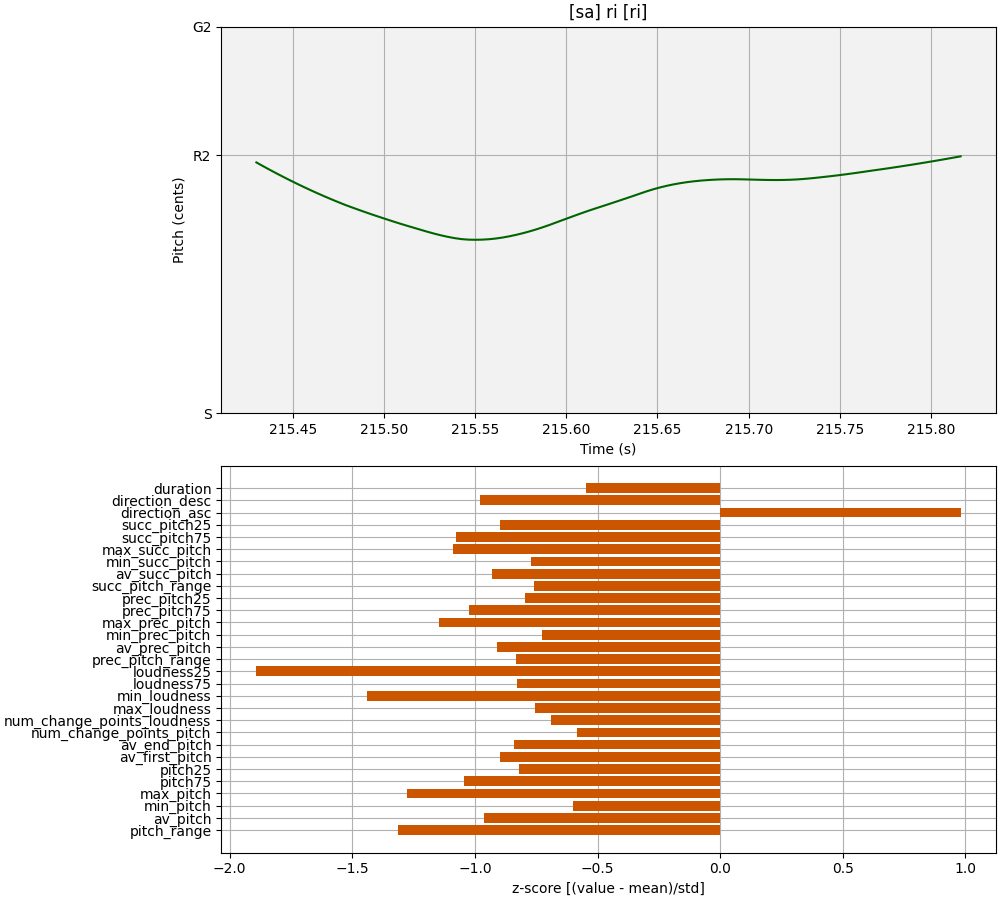 [sa] ri [ri]
G2
R2
S
Pitch (cents)
215.45 215.50 215.55 215.60 215.65 215.70 215.75 215.80
Time (s)
duration
direction_desc
direction_asc
succ_pitch25
succ_pitch75
max_succ_pitch
min_succ_pitch
av_succ_pitch
succ_pitch_range
prec_pitch25
prec_pitch75
max_prec_pitch
min_prec_pitch
av_prec_pitch
prec_pitch_range
loudness25
loudness75
min_loudness
max_loudness
num_change_points_loudness
num_change_points_pitch
av_end_pitch
av_first_pitch
pitch25
pitch75
max_pitch
min_pitch
av_pitch
pitch_range
−2.0 −1.5 −1.0 −0.5 0.0 0.5 1.0
z-score [(value - mean)/std]